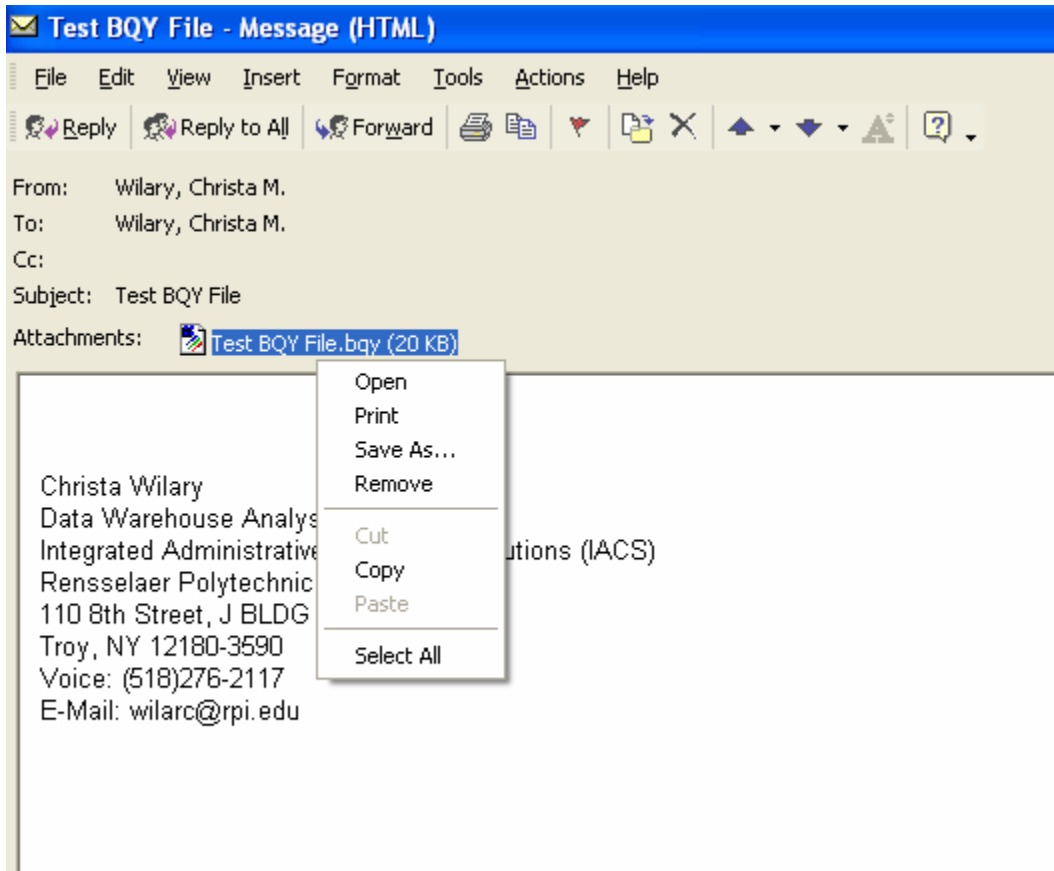 Test BQY File - Message (HTML)
File Edit View Insert Format Tools Actions Help
Reply Reply to All Forward
From: Wilary, Christa M.
To: Wilary, Christa M.
Cc:
Subject: Test BQY File
Attachments: Test BQY File.bqy (20 KB)
Open
Print
Save As...
Remove
Cut
Copy
Paste
Select All
Christa Wilary
Data Warehouse
Integrated Administrative (IACS)
Rensselaer Polytechnic
110 8th Street, J BLDG
Troy, NY 12180-3590
Voice: (518)276-2117
E-Mail: wilarc@rpi.edu